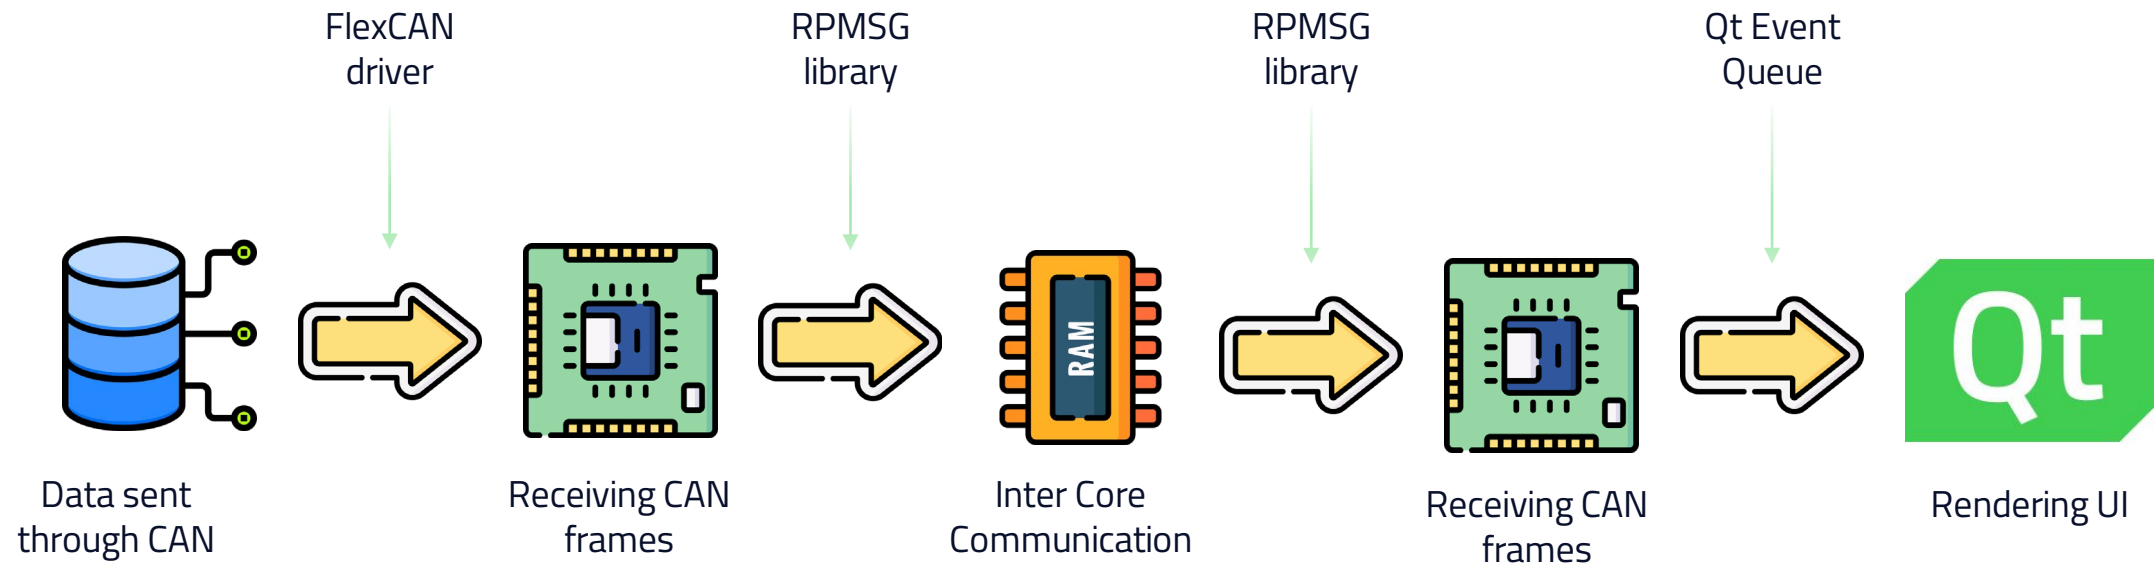 FlexCAN
driver
RPMSG
library
RPMSG
library
Qt Event
Queue
RAM
Qt
Data sent
through CAN
Receiving CAN
frames
Inter Core
Communication
Receiving CAN
frames
Rendering UI